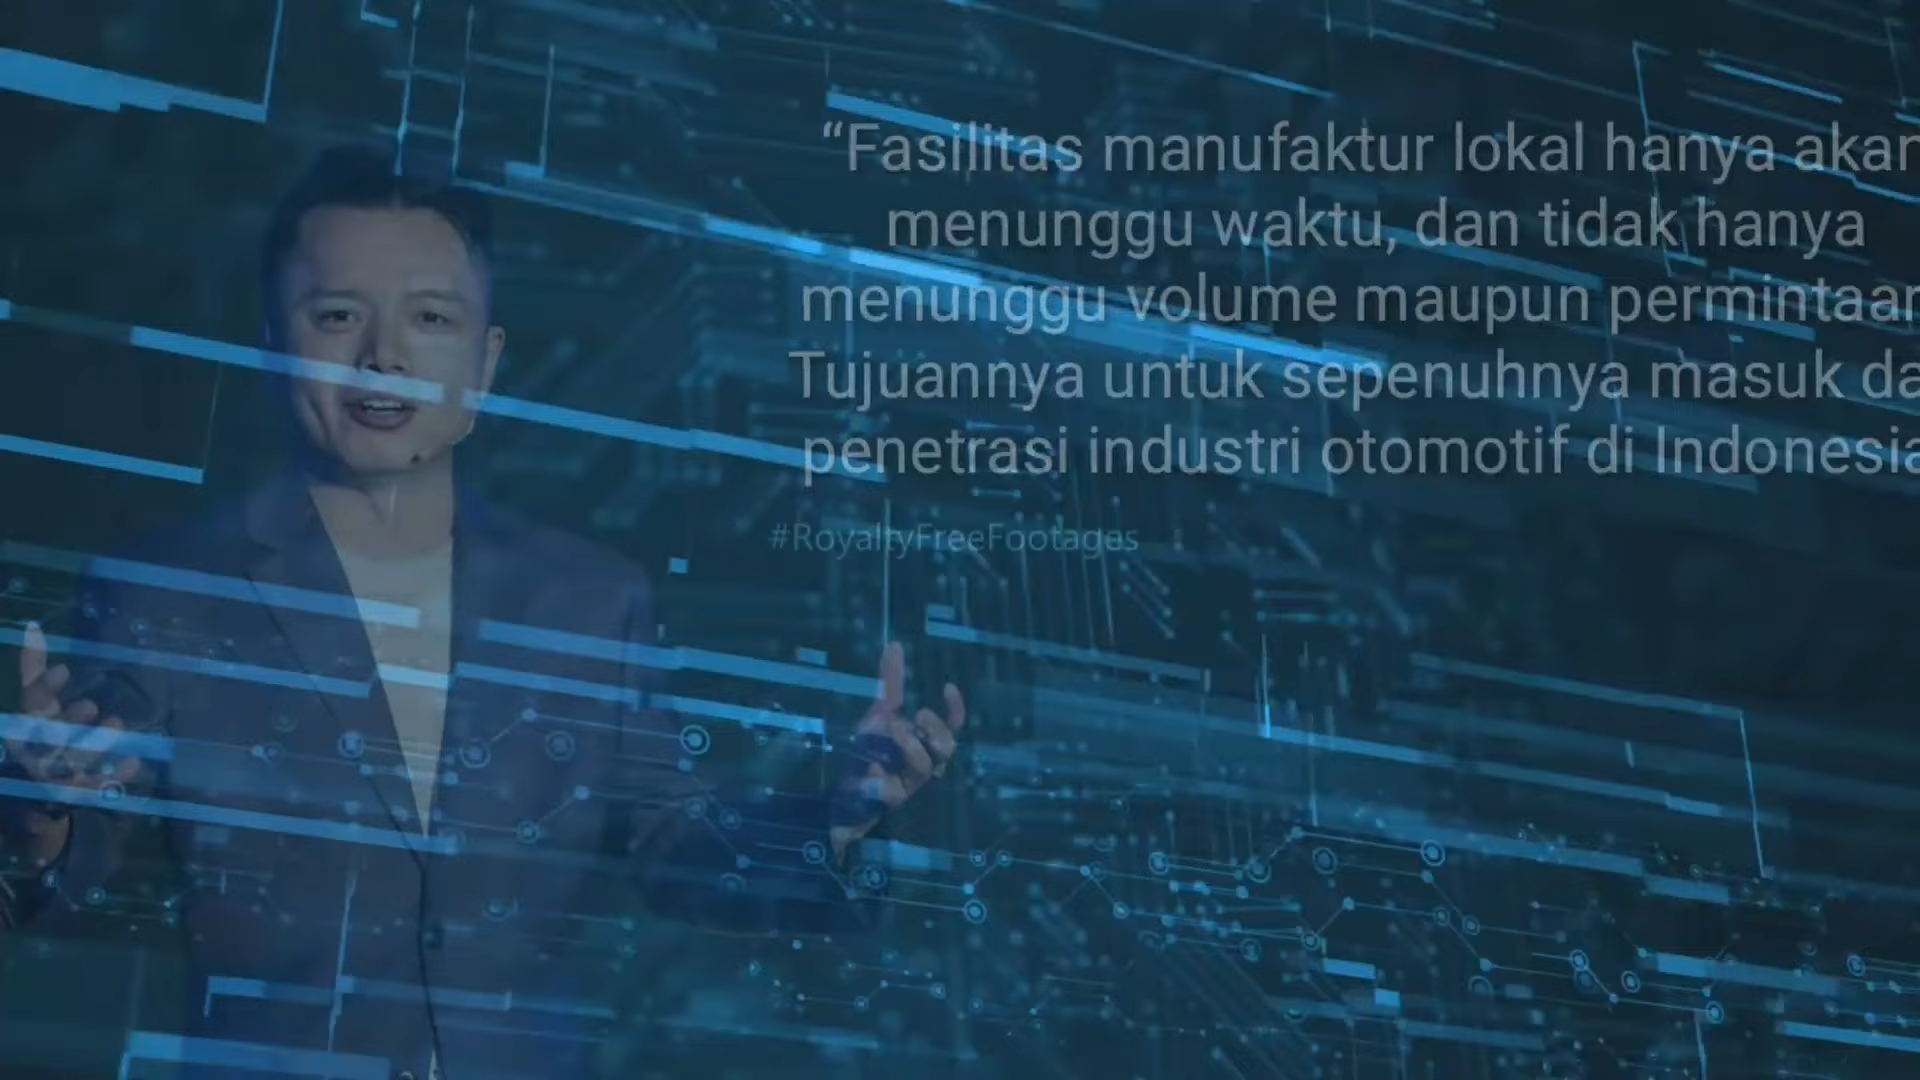 “Fasilitas manufaktur lokal hanya akan
menunggu waktu, dan tidak hanya
menunggu volume maupun permintaan
Tujuannya untuk sepenuhnya masuk da
penetrasi industri otomotif di Indonesia
#RoyaltyFreeFootages